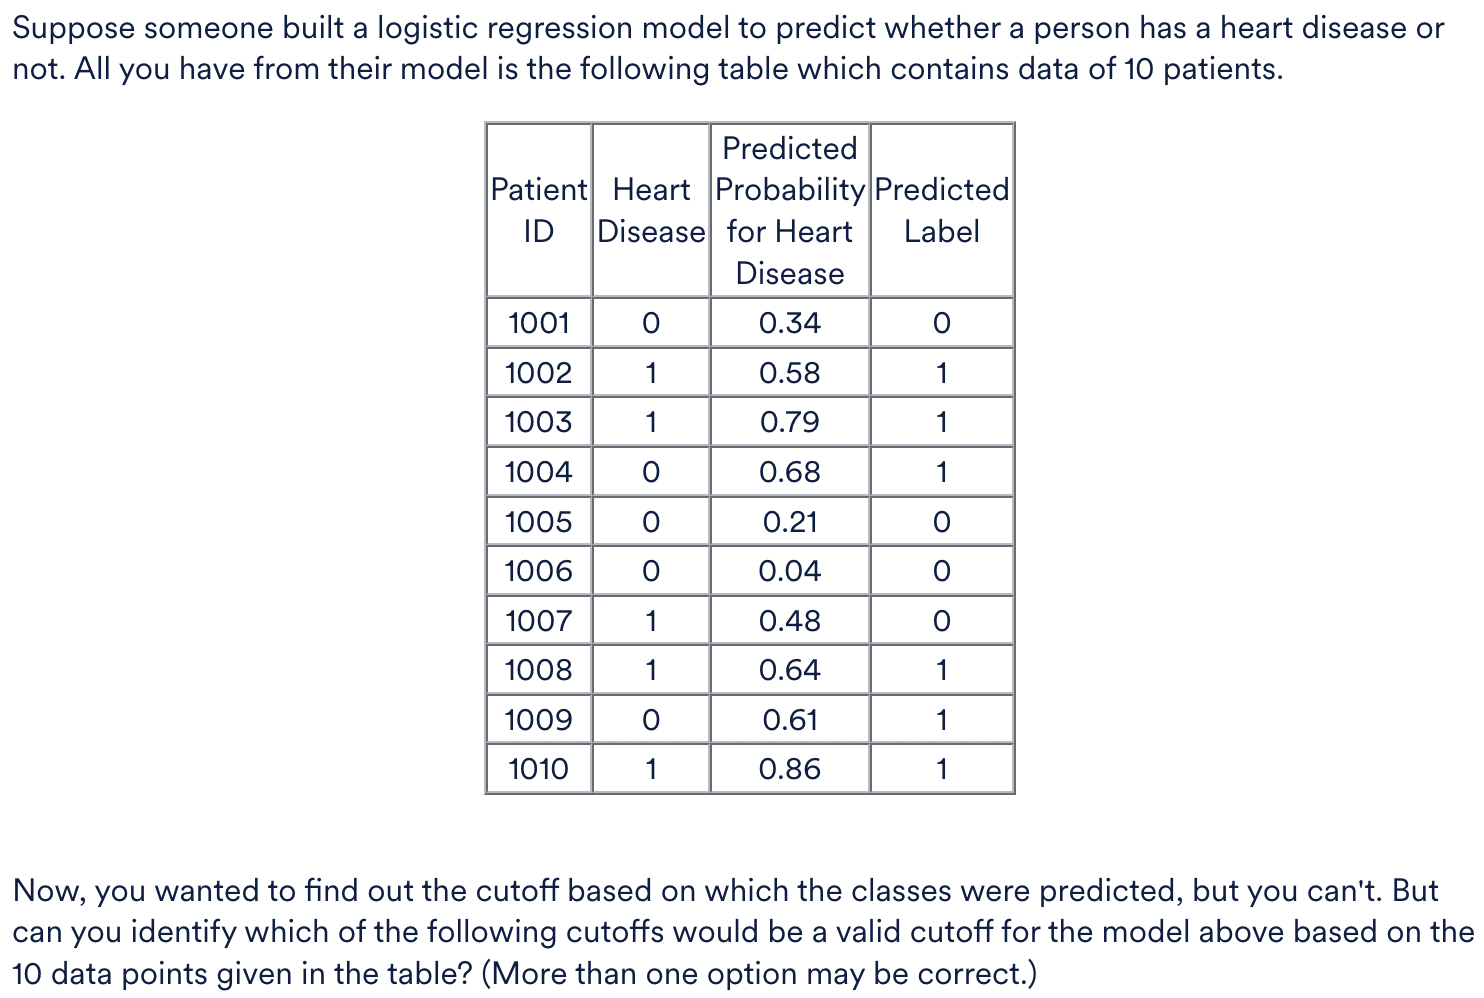 Suppose someone built a logistic regression model to predict whether a person has a heart disease or
not. All you have from their model is the following table which contains data of 10 patients.
Patient ID Heart Disease Predicted Probability for Heart Disease Predicted Label
1001 0 0.34 0
1002 1 0.58 1
1003 1 0.79 1
1004 0 0.68 1
1005 0 0.21 0
1006 0 0.04 0
1007 1 0.48 0
1008 1 0.64 1
1009 0 0.61 1
1010 1 0.86 1
Now, you wanted to find out the cutoff based on which the classes were predicted, but you can't. But
can you identify which of the following cutoffs would be a valid cutoff for the model above based on the
10 data points given in the table? (More than one option may be correct.)